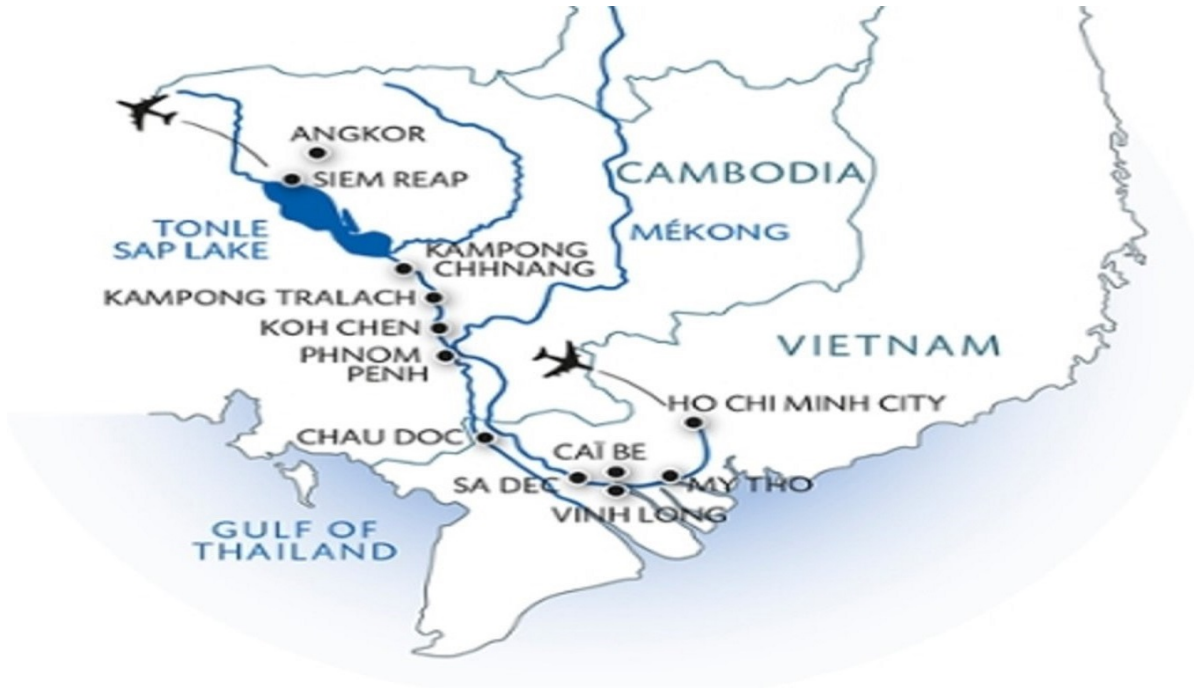 ANGKOR
SIEM REAP
CAMBODIA
TONLE
SAP LAKE
MÉKONG
KAMPONG
CHHNANG
KAMPONG TRALACH
KOH CHEN
PHNOM
PENH
VIETNAM
HO CHI MINH CITY
CHAU DOC
CAÏ BE
SA DEC
MY THO
VINH LONG
GULF OF
THAILAND